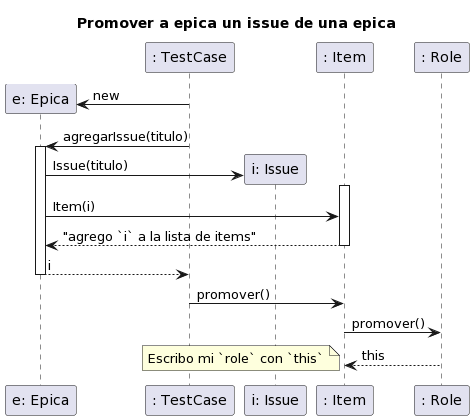 Promover a epica un issue de una epica
: TestCase
: Item
: Role
e: Epica
new
agregarIssue(titulo)
Issue(titulo)
i: Issue
Item(i)
"agrego `i` a la lista de items"
i
promover()
promover()
Escribo mi `role` con `this`
this
e: Epica
: TestCase
i: Issue
: Item
: Role